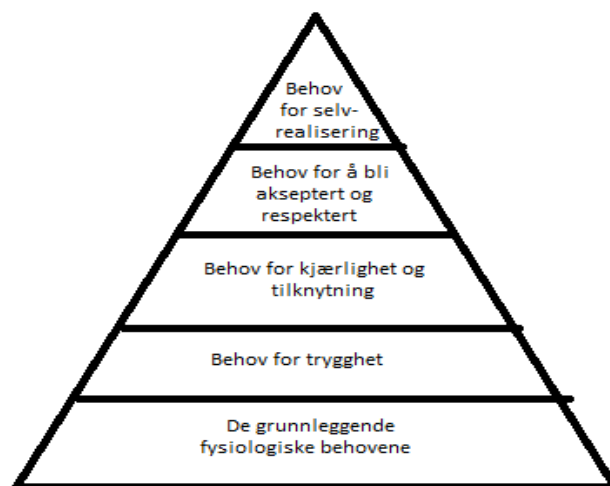 Behov
for selv-
realisering
Behov for å bli
akseptert og
respektert
Behov for kjærlighet og
tilknytning
Behov for trygghet
De grunnleggende
fysiologiske behovene